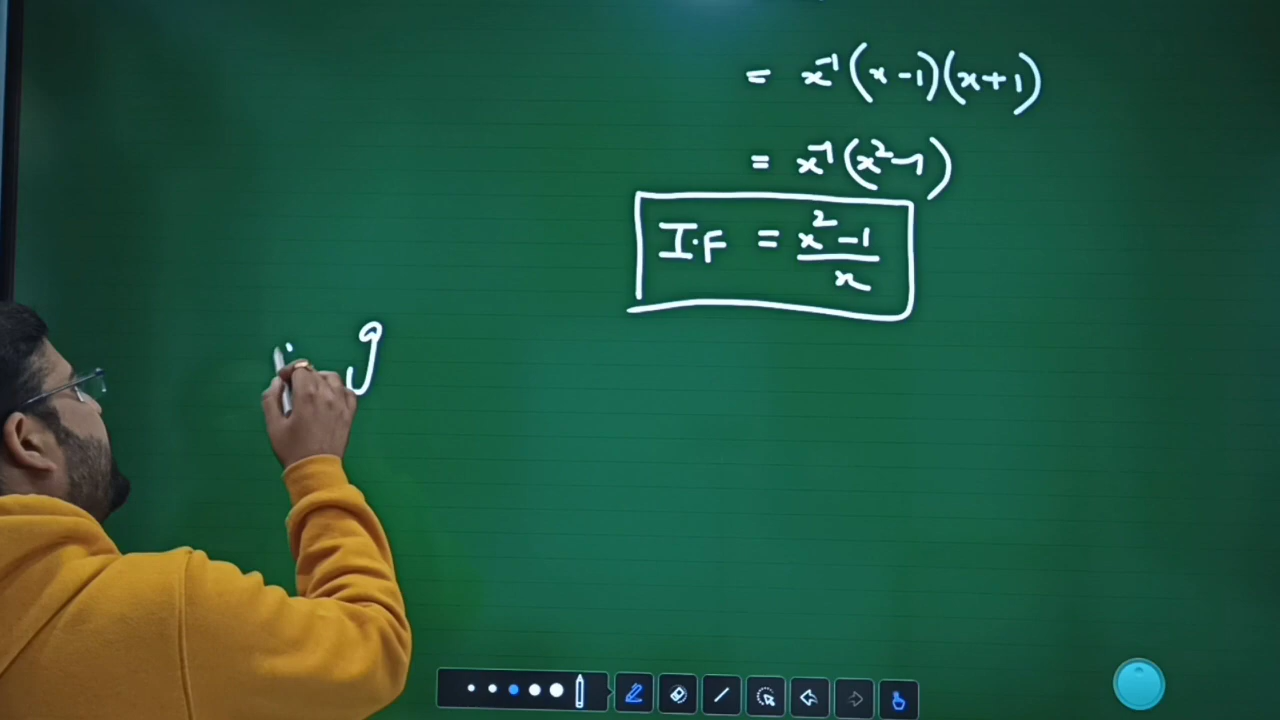 = x⁻¹(x-1)(x+1)
= x⁻¹(x²-1)
I.F = x²-1/x
g